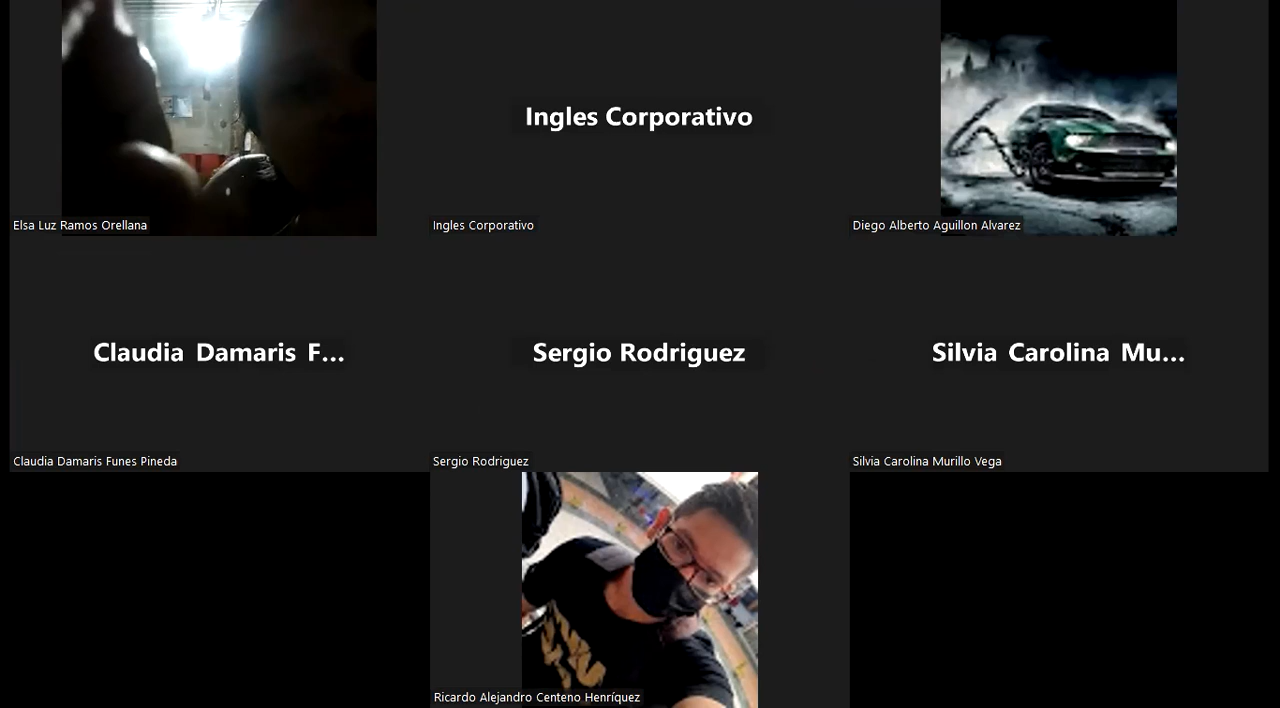 Ingles Corporativo
Elsa Luz Ramos Orellana
Ingles Corporativo
Diego Alberto Aguillon Alvarez
Claudia Damaris F...
Sergio Rodriguez
Silvia Carolina Mu...
Claudia Damaris Funes Pineda
Sergio Rodriguez
Silvia Carolina Murillo Vega
Ricardo Alejandro Centeno Henríquez